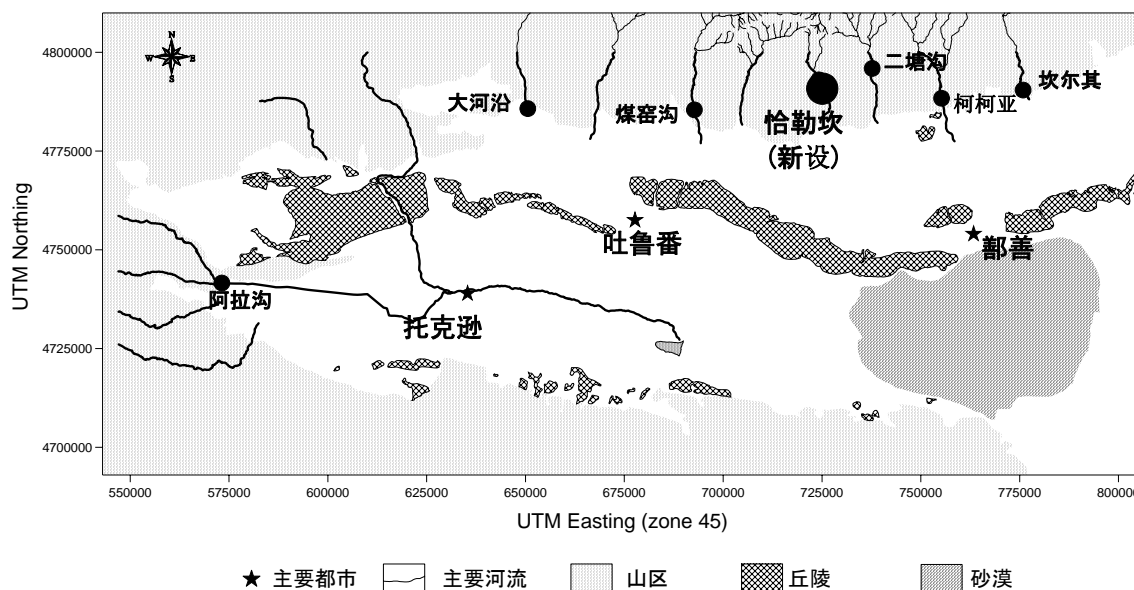 N
W E
S
4800000
4775000
4750000
4725000
4700000
UTM Northing
大河沿
煤窑沟
恰勒坎
(新设)
二塘沟
柯柯亚
坎尔其
吐鲁番
鄯善
阿拉沟
托克逊
550000 575000 600000 625000 650000 675000 700000 725000 750000 775000 800000
UTM Easting (zone 45)
主要都市 主要河流 山区 丘陵 砂漠